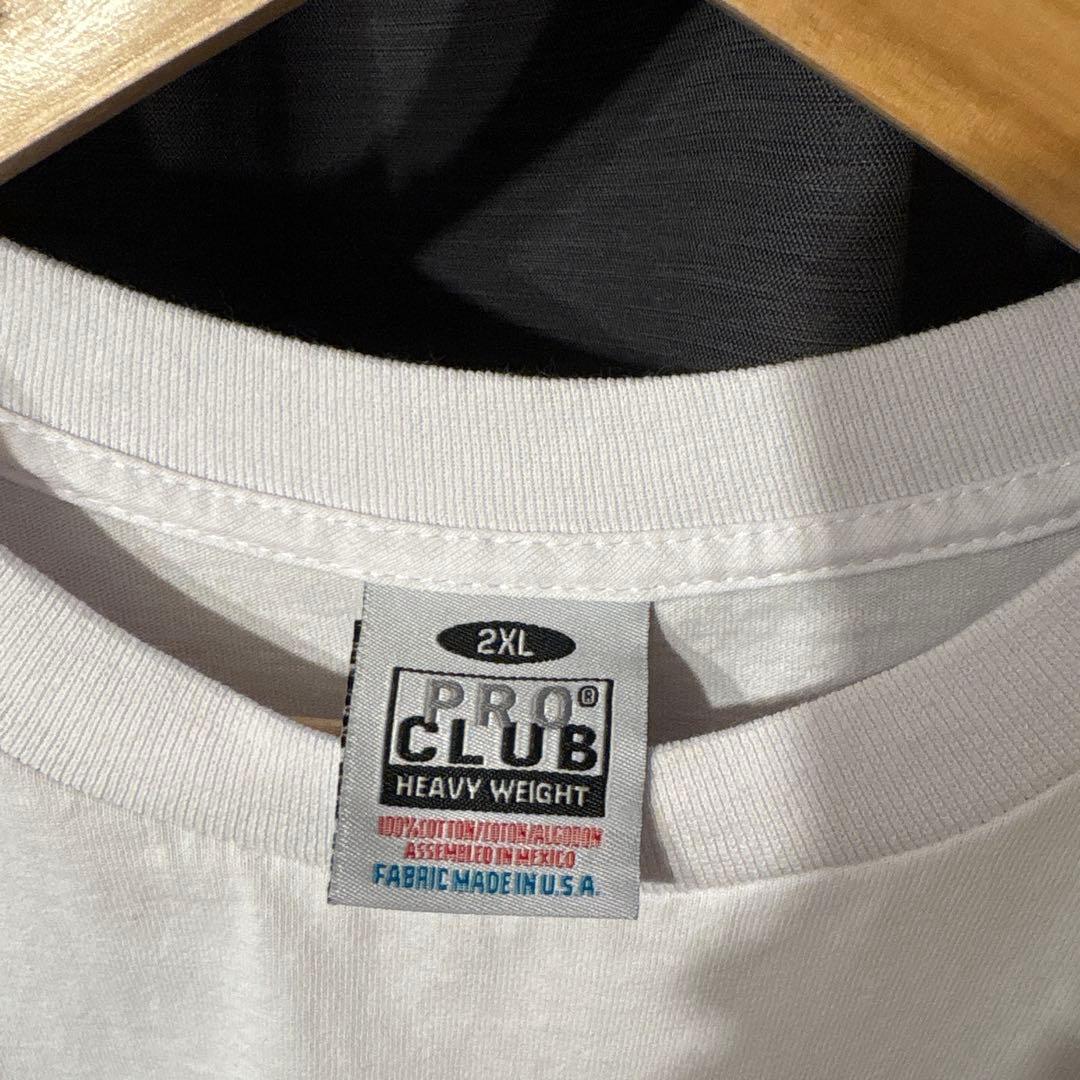 2XL
PRO®
CLUB
HEAVY WEIGHT
100% COTTON/COTON/ALGODON
ASSEMBLED IN MEXICO
FABRIC MADE IN U.S.A.